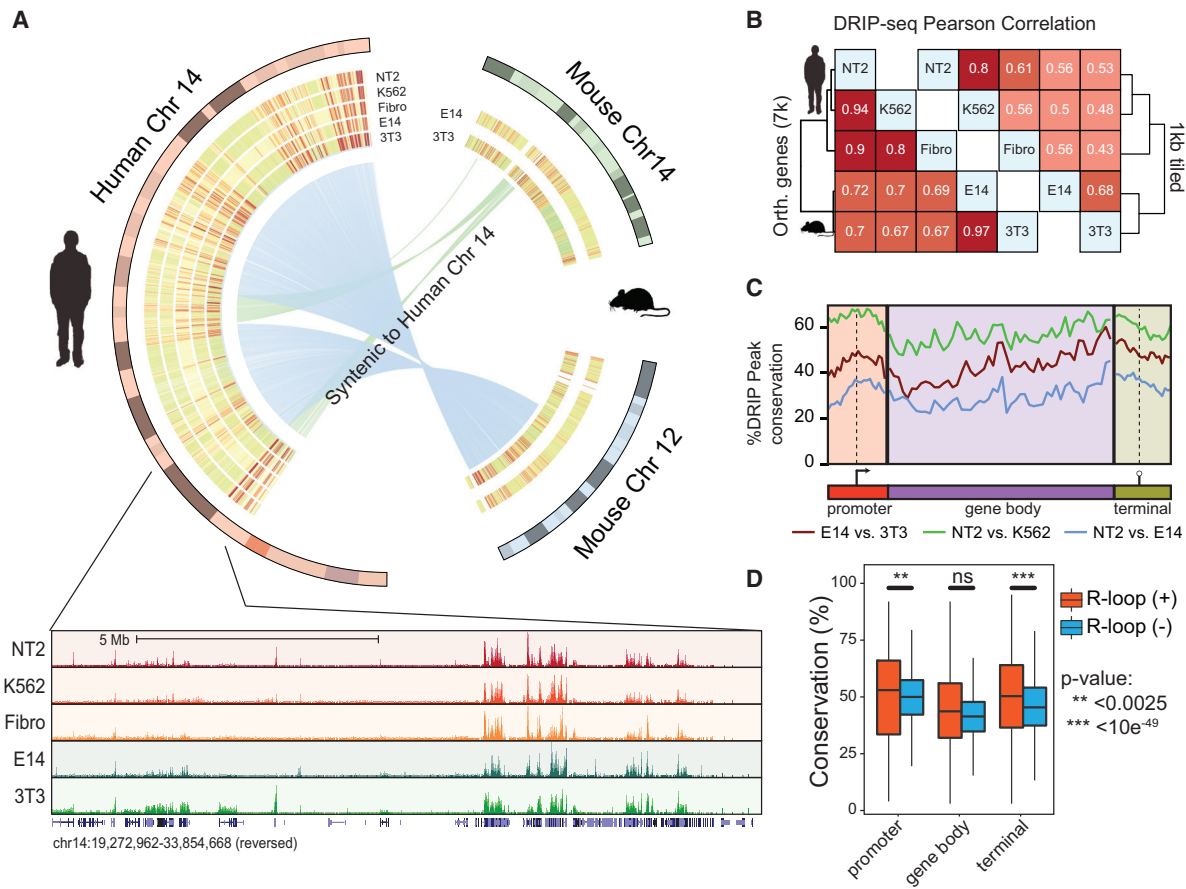 A
Human Chr 14
NT2
K562
Fibro
E14
3T3
E14
3T3
Mouse Chr14
Syntenic to Human Chr 14
Mouse Chr 12
5 Mb
NT2
K562
Fibro
E14
3T3
chr14:19,272,962-33,854,668 (reversed)
B
DRIP-seq Pearson Correlation
Orth. genes (7k)
1kb tiled
NT2 NT2 0.8 0.61 0.56 0.53
0.94 K562 K562 0.56 0.5 0.48
0.9 0.8 Fibro Fibro 0.56 0.43
0.72 0.7 0.69 E14 E14 0.68
0.7 0.67 0.67 0.97 3T3 3T3
C
%DRIP Peak
conservation
60
40
20
0
promoter gene body terminal
E14 vs. 3T3 NT2 vs. K562 NT2 vs. E14
D
Conservation (%)
100
75
50
25
0
** ns ***
promoter
gene body
terminal
R-loop (+)
R-loop (-)
p-value:
** <0.0025
*** <10e-49